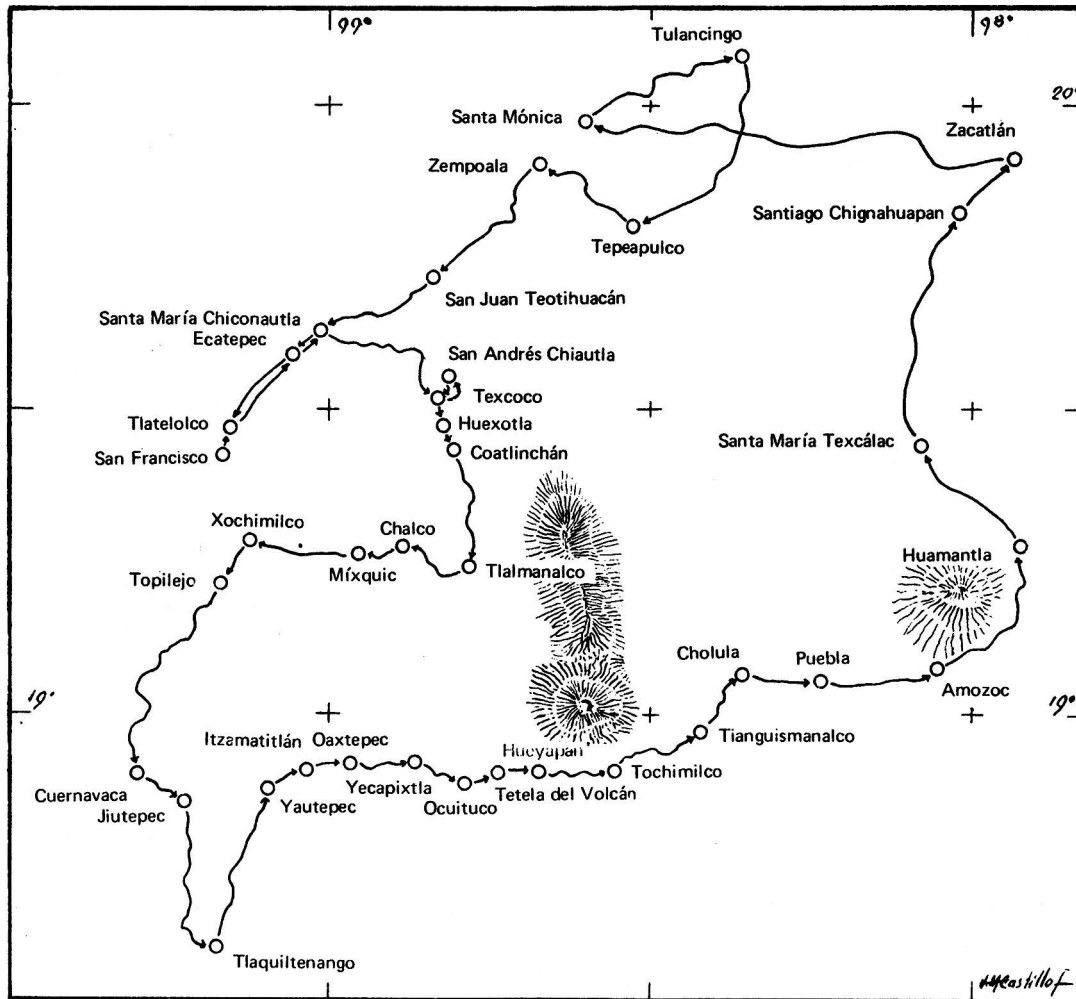 99°
98°
Tulancingo
20°
Santa Mónica
Zacatlán
Zempoala
Santiago Chignahuapan
Tepeapulco
San Juan Teotihuacán
Santa María Chiconautla
Ecatepec
San Andrés Chiautla
Texcoco
Tlatelolco
Huexotla
San Francisco
Coatlinchán
Santa María Texcálac
Xochimilco
Chalco
Míxquic
Tlalmanalco
Huamantla
Topilejo
Cholula
Puebla
Amozoc
19°
19°
Tianguismanalco
Itzamatitlán
Oaxtepec
Hueyapan
Tochimilco
Cuernavaca
Yecapixtla
Tetela del Volcán
Jiutepec
Yautepec
Ocuituco
Tlaquiltenango